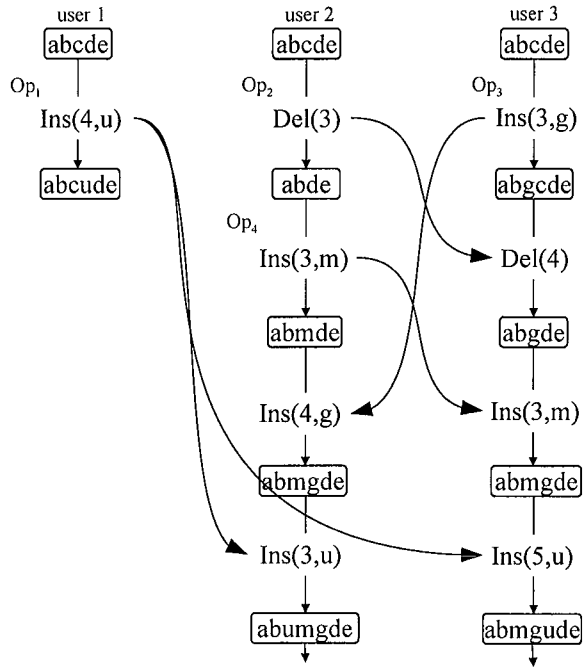 user 1 user 2 user 3
abcde abcde abcde
Op1 Op2 Op3
Ins(4,u) Del(3) Ins(3,g)
abcude abde abgcde
Op4
Ins(3,m) Del(4)
abmde abgde
Ins(4,g) Ins(3,m)
abmgde abmgde
Ins(3,u) Ins(5,u)
abumgde abmgude